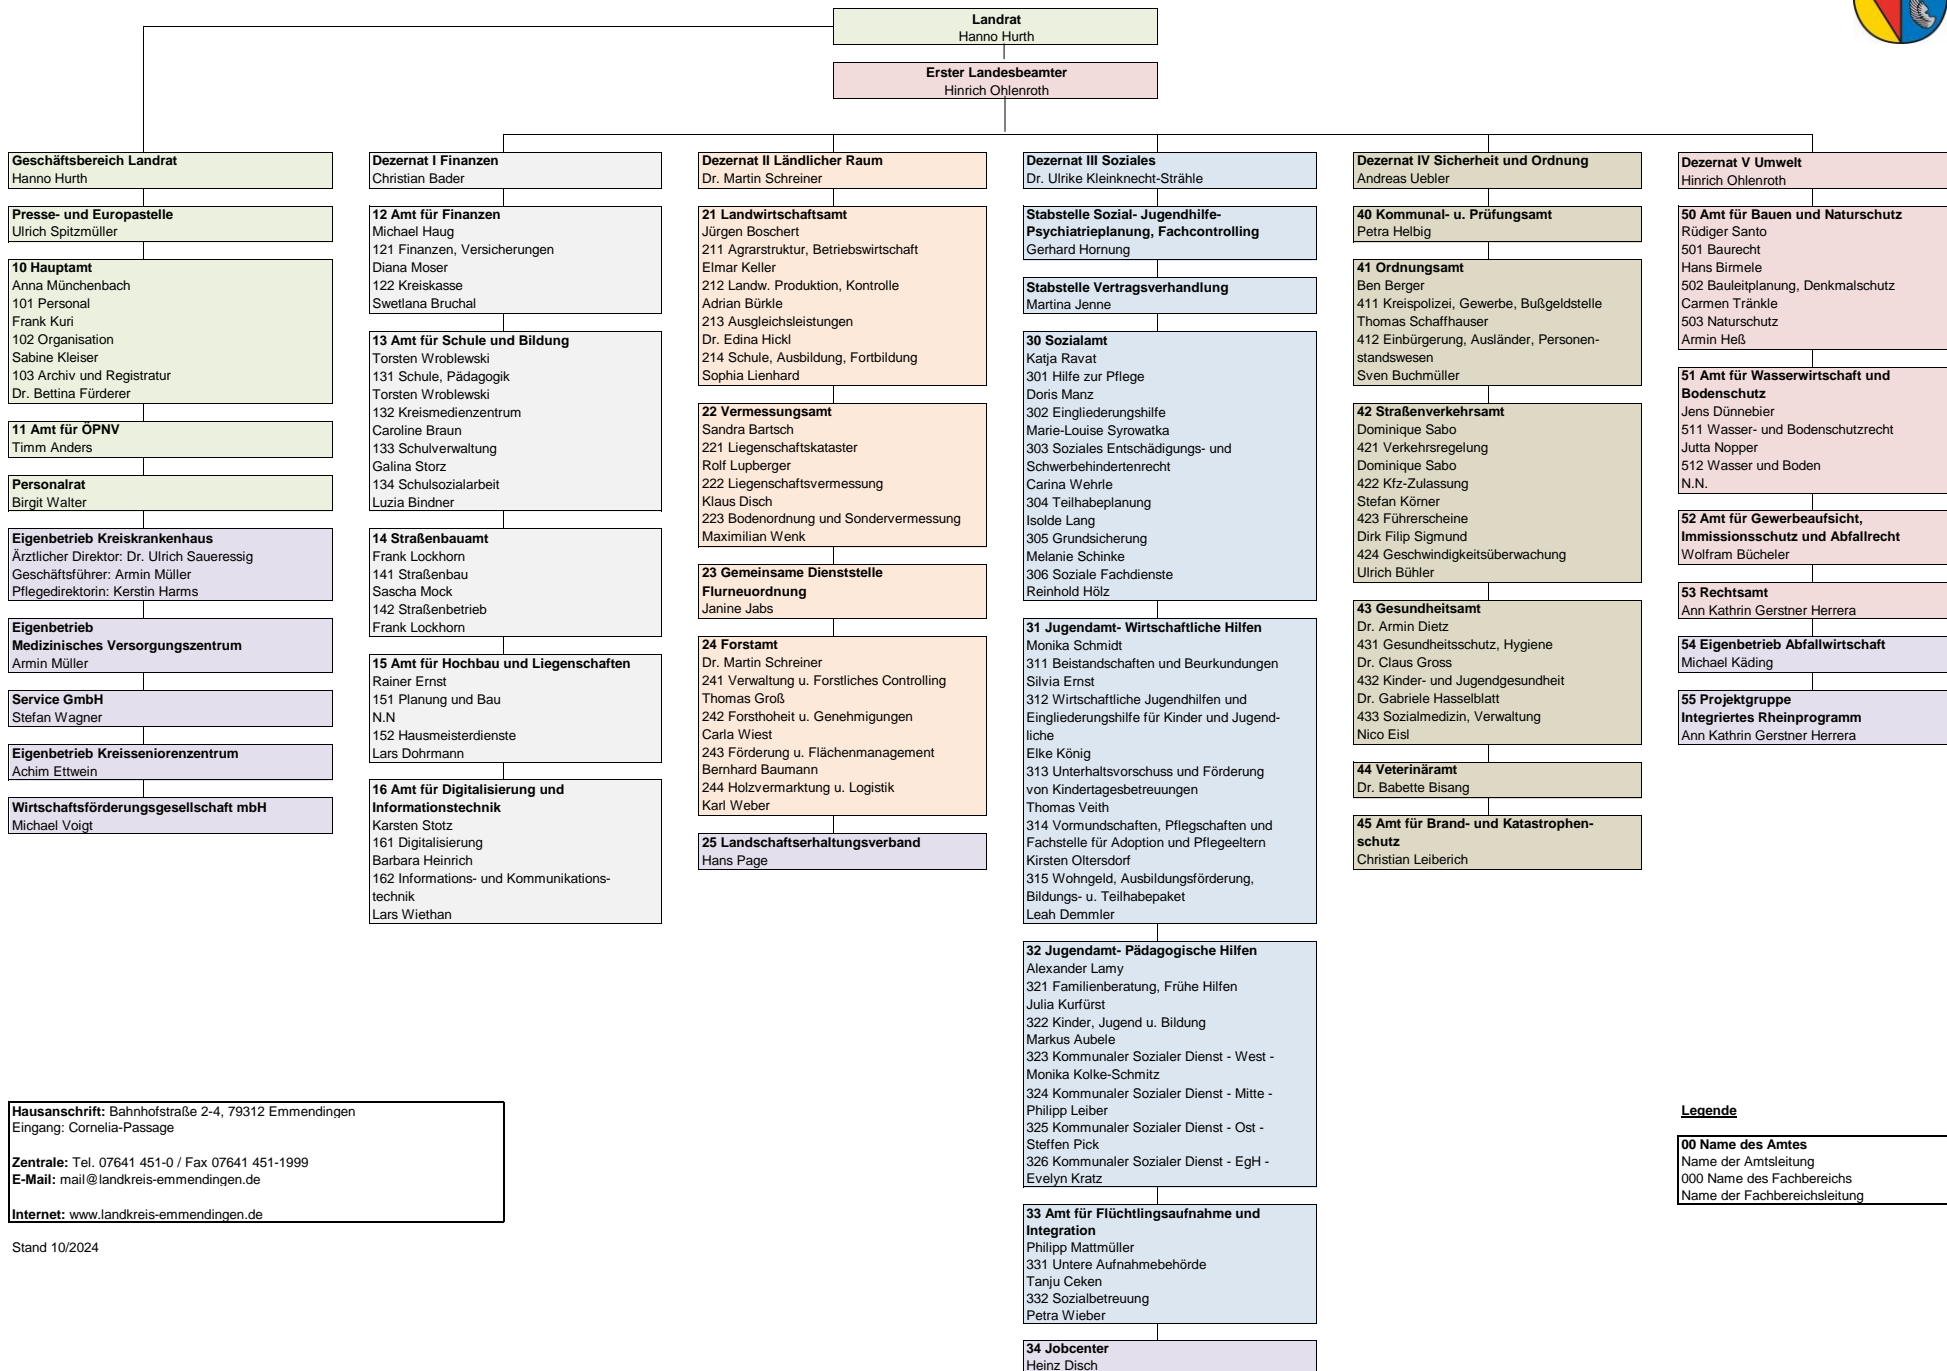 Landrat
Hanno Hurth
Erster Landesbeamter
Hinrich Ohlenroth
Geschäftsbereich Landrat
Hanno Hurth
Presse- und Europastelle
Ulrich Spitzmüller
10 Hauptamt
Anna Münchenbach
101 Personal
Frank Kuri
102 Organisation
Sabine Kleiser
103 Archiv und Registratur
Dr. Bettina Fürderer
11 Amt für ÖPNV
Timm Anders
Personalrat
Birgit Walter
Eigenbetrieb Kreiskrankenhaus
Ärztlicher Direktor: Dr. Ulrich Saueressig
Geschäftsführer: Armin Müller
Pflegedirektorin: Kerstin Harms
Eigenbetrieb
Medizinisches Versorgungszentrum
Armin Müller
Service GmbH
Stefan Wagner
Eigenbetrieb Kreisseniorenzentrum
Achim Ettwein
Wirtschaftsförderungsgesellschaft mbH
Michael Voigt
Dezernat I Finanzen
Christian Bader
12 Amt für Finanzen
Michael Haug
121 Finanzen, Versicherungen
Diana Moser
122 Kreiskasse
Swetlana Bruchal
13 Amt für Schule und Bildung
Torsten Wroblewski
131 Schule, Pädagogik
Torsten Wroblewski
132 Kreismedienzentrum
Caroline Braun
133 Schulverwaltung
Galina Storz
134 Schulsozialarbeit
Luzia Bindner
14 Straßenbauamt
Frank Lockhorn
141 Straßenbau
Sascha Mock
142 Straßenbetrieb
Frank Lockhorn
15 Amt für Hochbau und Liegenschaften
Rainer Ernst
151 Planung und Bau
N.N
152 Hausmeisterdienste
Lars Dohrmann
16 Amt für Digitalisierung und
Informationstechnik
Karsten Stotz
161 Digitalisierung
Barbara Heinrich
162 Informations- und Kommunikations-
technik
Lars Wiethan
Dezernat II Ländlicher Raum
Dr. Martin Schreiner
21 Landwirtschaftsamt
Jürgen Boschert
211 Agrarstruktur, Betriebswirtschaft
Elmar Keller
212 Landw. Produktion, Kontrolle
Adrian Bürkle
213 Ausgleichsleistungen
Dr. Edina Hickl
214 Schule, Ausbildung, Fortbildung
Sophia Lienhard
22 Vermessungsamt
Sandra Bartsch
221 Liegenschaftskataster
Rolf Lupberger
222 Liegenschaftsvermessung
Klaus Disch
223 Bodenordnung und Sondervermessung
Maximilian Wenk
23 Gemeinsame Dienststelle
Flurneuordnung
Janine Jabs
24 Forstamt
Dr. Martin Schreiner
241 Verwaltung u. Forstliches Controlling
Thomas Groß
242 Forsthoheit u. Genehmigungen
Carla Wiest
243 Förderung u. Flächenmanagement
Bernhard Baumann
244 Holzvermarktung u. Logistik
Karl Weber
25 Landschaftserhaltungsverband
Hans Page
Dezernat III Soziales
Dr. Ulrike Kleinknecht-Strähle
Stabstelle Sozial- Jugendhilfe-
Psychiatrieplanung, Fachcontrolling
Gerhard Hornung
Stabstelle Vertragsverhandlung
Martina Jenne
30 Sozialamt
Katja Ravat
301 Hilfe zur Pflege
Doris Manz
302 Eingliederungshilfe
Marie-Louise Syrowatka
303 Soziales Entschädigungs- und
Schwerbehindertenrecht
Carina Wehrle
304 Teilhabeplanung
Isolde Lang
305 Grundsicherung
Melanie Schinke
306 Soziale Fachdienste
Reinhold Hölz
31 Jugendamt- Wirtschaftliche Hilfen
Monika Schmidt
311 Beistandschaften und Beurkundungen
Silvia Ernst
312 Wirtschaftliche Jugendhilfen und
Eingliederungshilfe für Kinder und Jugend-
liche
Elke König
313 Unterhaltsvorschuss und Förderung
von Kindertagesbetreuungen
Thomas Veith
314 Vormundschaften, Pflegschaften und
Fachstelle für Adoption und Pflegeeltern
Kirsten Oltersdorf
315 Wohngeld, Ausbildungsförderung,
Bildungs- u. Teilhabepaket
Leah Demmler
32 Jugendamt- Pädagogische Hilfen
Alexander Lamy
321 Familienberatung, Frühe Hilfen
Julia Kurfürst
322 Kinder, Jugend u. Bildung
Markus Aubele
323 Kommunaler Sozialer Dienst - West -
Monika Kolke-Schmitz
324 Kommunaler Sozialer Dienst - Mitte -
Philipp Leiber
325 Kommunaler Sozialer Dienst - Ost -
Steffen Pick
326 Kommunaler Sozialer Dienst - EgH -
Evelyn Kratz
33 Amt für Flüchtlingsaufnahme und
Integration
Philipp Mattmüller
331 Untere Aufnahmebehörde
Tanju Ceken
332 Sozialbetreuung
Petra Wieber
34 Jobcenter
Heinz Disch
Dezernat IV Sicherheit und Ordnung
Andreas Uebler
40 Kommunal- u. Prüfungsamt
Petra Helbig
41 Ordnungsamt
Ben Berger
411 Kreispolizei, Gewerbe, Bußgeldstelle
Thomas Schaffhauser
412 Einbürgerung, Ausländer, Personen-
standswesen
Sven Buchmüller
42 Straßenverkehrsamt
Dominique Sabo
421 Verkehrsregelung
Dominique Sabo
422 Kfz-Zulassung
Stefan Körner
423 Führerscheine
Dirk Filip Sigmund
424 Geschwindigkeitsüberwachung
Ulrich Bühler
43 Gesundheitsamt
Dr. Armin Dietz
431 Gesundheitsschutz, Hygiene
Dr. Claus Gross
432 Kinder- und Jugendgesundheit
Dr. Gabriele Hasselblatt
433 Sozialmedizin, Verwaltung
Nico Eisl
44 Veterinäramt
Dr. Babette Bisang
45 Amt für Brand- und Katastrophen-
schutz
Christian Leiberich
Dezernat V Umwelt
Hinrich Ohlenroth
50 Amt für Bauen und Naturschutz
Rüdiger Santo
501 Baurecht
Hans Birmele
502 Bauleitplanung, Denkmalschutz
Carmen Tränkle
503 Naturschutz
Armin Heß
51 Amt für Wasserwirtschaft und
Bodenschutz
Jens Dünnebier
511 Wasser- und Bodenschutzrecht
Jutta Nopper
512 Wasser und Boden
N.N.
52 Amt für Gewerbeaufsicht,
Immissionsschutz und Abfallrecht
Wolfram Bücheler
53 Rechtsamt
Ann Kathrin Gerstner Herrera
54 Eigenbetrieb Abfallwirtschaft
Michael Käding
55 Projektgruppe
Integriertes Rheinprogramm
Ann Kathrin Gerstner Herrera
Hausanschrift: Bahnhofstraße 2-4, 79312 Emmendingen
Eingang: Cornelia-Passage
Zentrale: Tel. 07641 451-0 / Fax 07641 451-1999
E-Mail: mail@landkreis-emmendingen.de
Internet: www.landkreis-emmendingen.de
Stand 10/2024
Legende
00 Name des Amtes
Name der Amtsleitung
000 Name des Fachbereichs
Name der Fachbereichsleitung